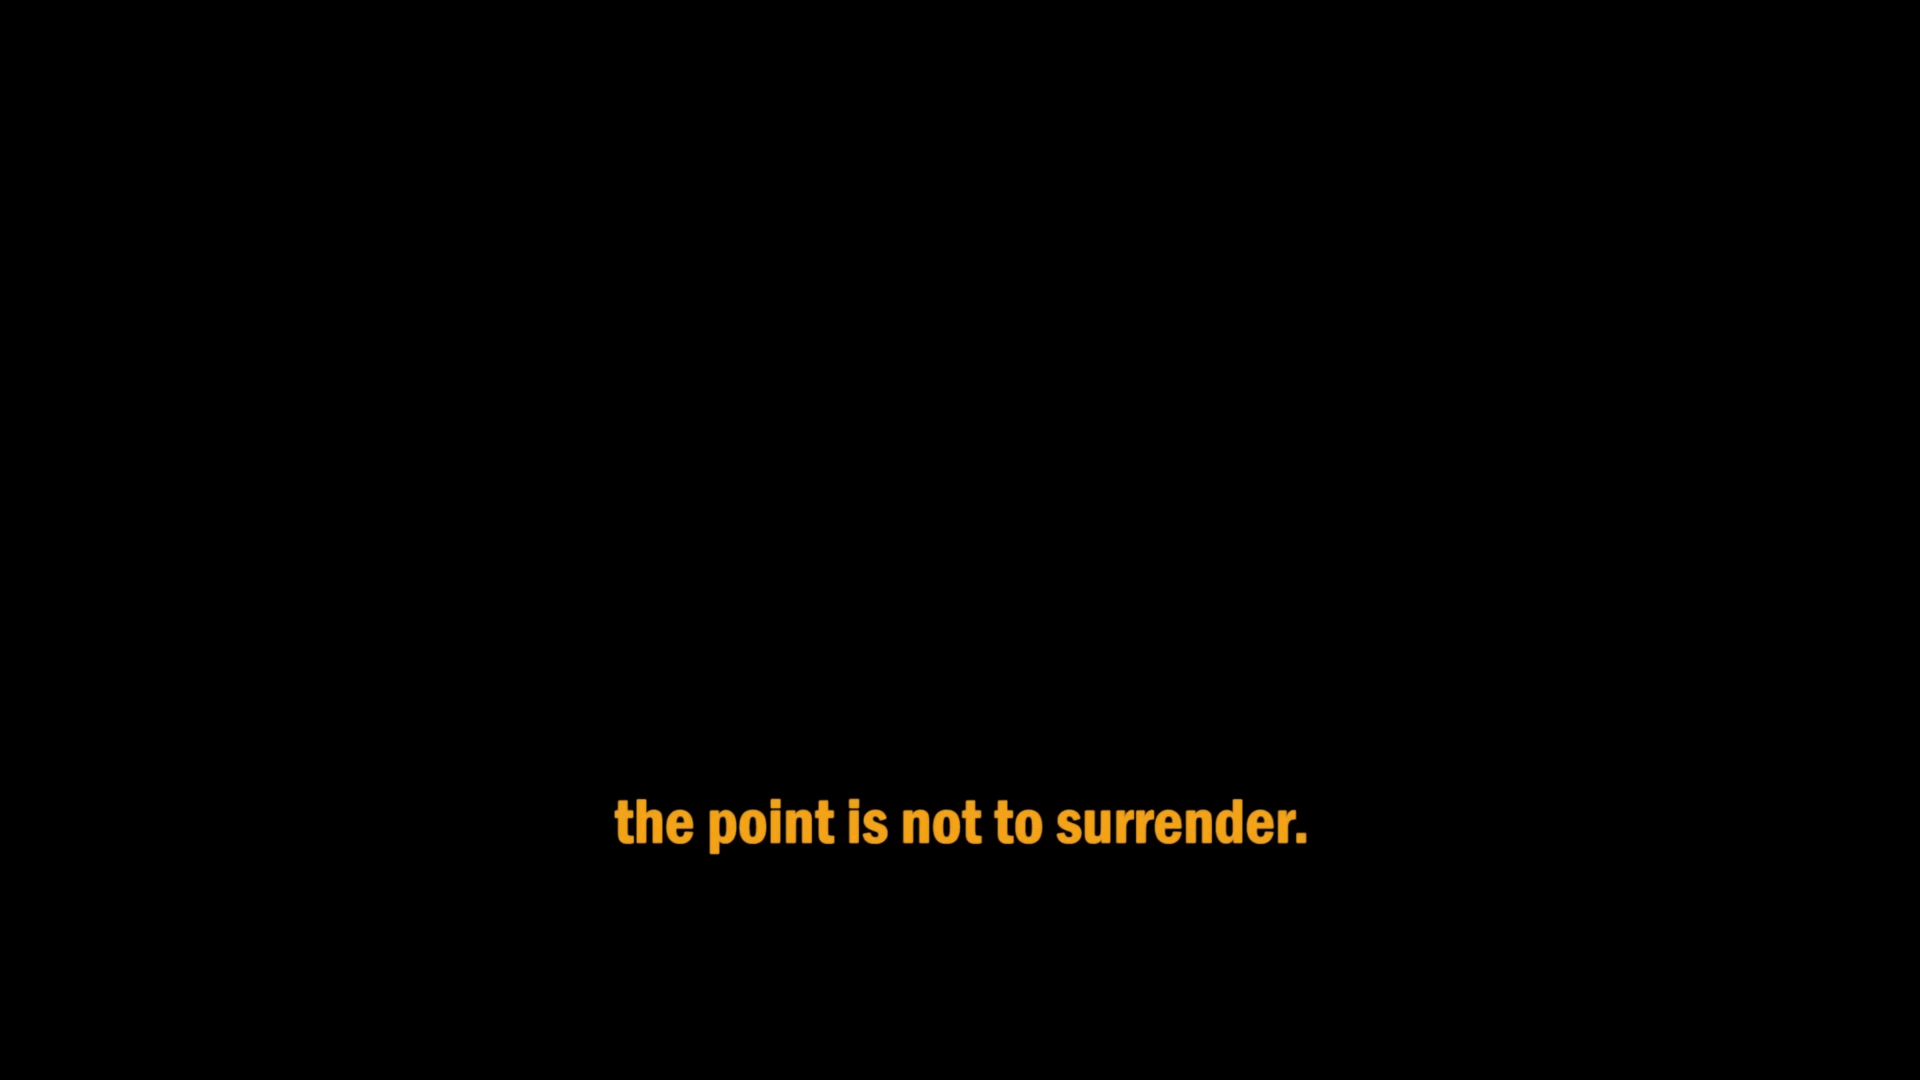 the point is not to surrender.